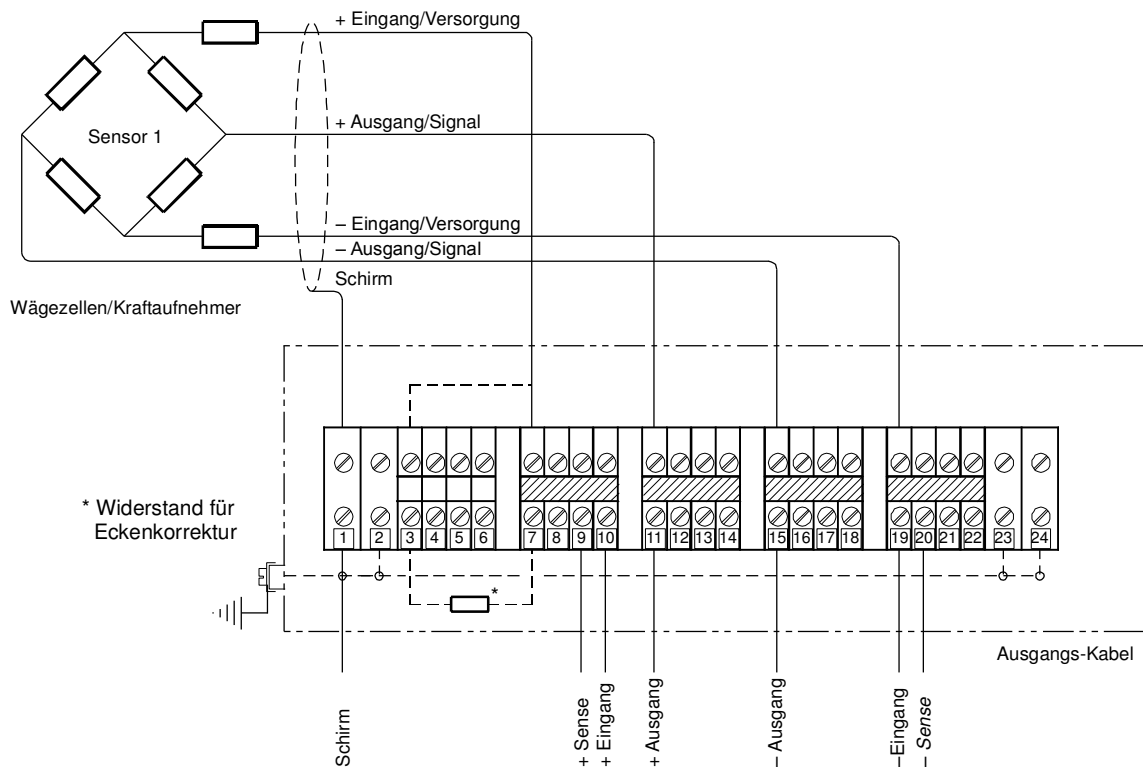 + Eingang/Versorgung
Sensor 1
+ Ausgang/Signal
– Eingang/Versorgung
– Ausgang/Signal
Schirm
Wägezellen/Kraftaufnehmer
* Widerstand für
Eckenkorrektur
1 2 3 4 5 6 7 8 9 10 11 12 13 14 15 16 17 18 19 20 21 22 23 24
*
Ausgangs-Kabel
Schirm
+ Sense
+ Eingang
+ Ausgang
– Ausgang
– Eingang
– Sense